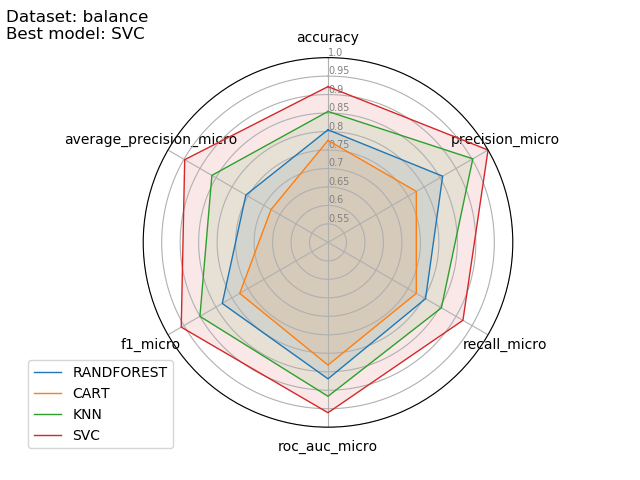 Dataset: balance
Best model: SVC
accuracy
1.0
0.95
0.9
0.85
0.8
0.75
0.7
0.65
0.6
0.55
average_precision_micro
precision_micro
f1_micro
recall_micro
roc_auc_micro
RANDFOREST
CART
KNN
SVC